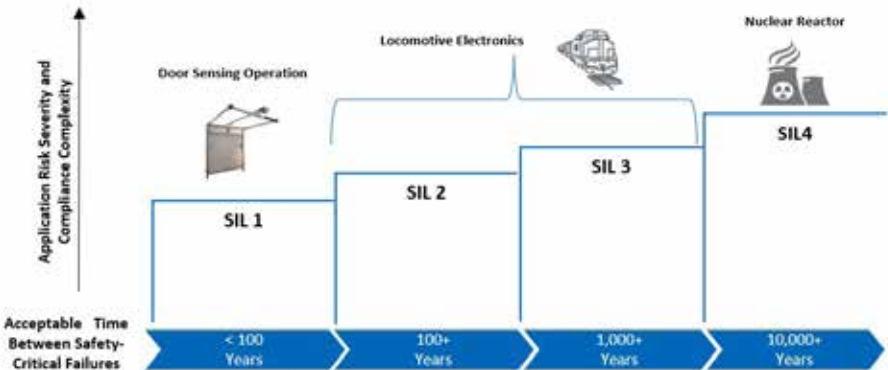 Nuclear Reactor
Locomotive Electronics
Door Sensing Operation
Application Risk Severity and
Compliance Complexity
SIL 1
SIL 2
SIL 3
SIL4
Acceptable Time
Between Safety-
Critical Failures
< 100
Years
100+
Years
1,000+
Years
10,000+
Years